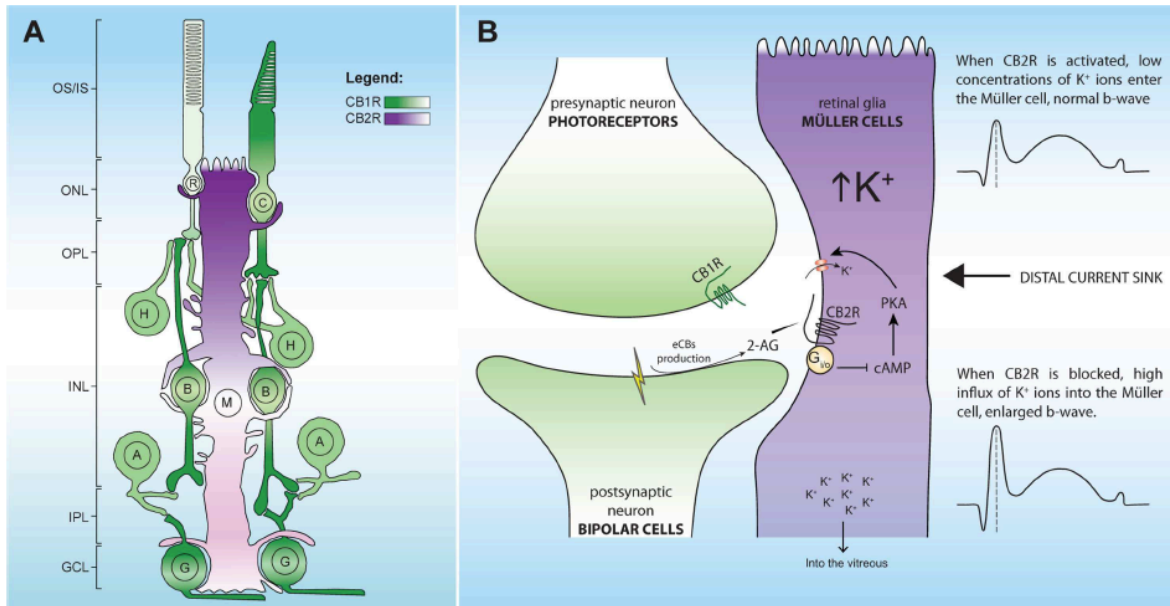 A
Legend:
CB1R
CB2R
OS/IS
ONL
OPL
INL
IPL
GCL
R
C
H
H
B
B
M
A
A
G
G
B
presynaptic neuron
PHOTORECEPTORS
retinal glia
MÜLLER CELLS
↑K⁺
CB1R
K⁺
PKA
CB2R
eCBs
production
2-AG
Gi/o
cAMP
postsynaptic
neuron
BIPOLAR CELLS
K⁺ K⁺
K⁺ K⁺ K⁺
K⁺ K⁺
K⁺
Into the vitreous
When CB2R is activated, low
concentrations of K⁺ ions enter
the Müller cell, normal b-wave
DISTAL CURRENT SINK
When CB2R is blocked, high
influx of K⁺ ions into the Müller
cell, enlarged b-wave.